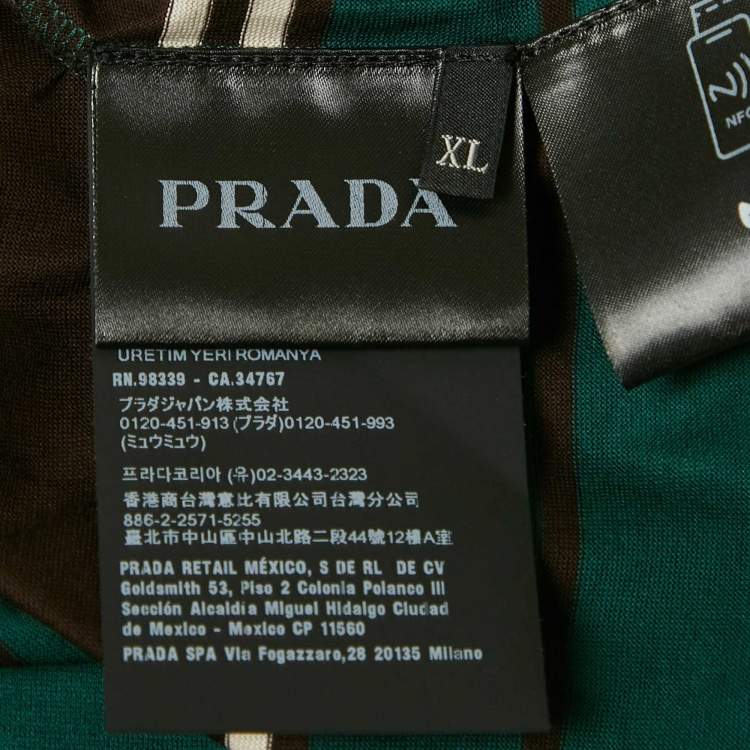 PRADA
XL
NFC
URETIM YERI ROMANYA
RN.98339 - CA.34767
プラダジャパン株式会社
0120-451-913 (プラダ)0120-451-993
(ミュウミュウ)
프라다코리아 (유)02-3443-2323
香港商台灣意比有限公司台灣分公司
886-2-2571-5255
臺北市中山區中山北路二段44號12樓A室
PRADA RETAIL MÉXICO, S DE RL DE CV
Goldsmith 53, Piso 2 Colonia Polanco III
Sección Alcaldia Miguel Hidalgo Ciudad
de Mexico - Mexico CP 11560
PRADA SPA Via Fogazzaro,28 20135 Milano